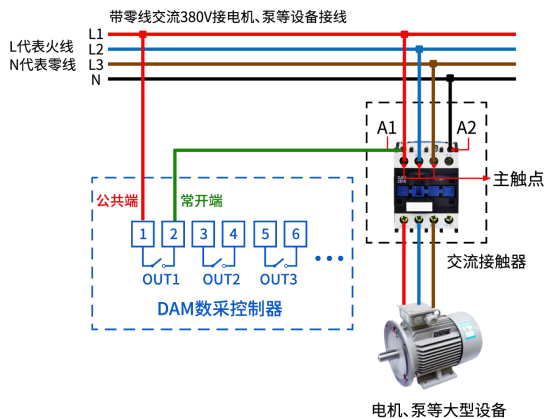 带零线交流380V接电机、泵等设备接线
L1
L代表火线
L2
N代表零线
L3
N
A1
A2
主触点
公共端
常开端
1 2 3 4 5 6
OUT1 OUT2 OUT3
交流接触器
DAM数采控制器
电机、泵等大型设备